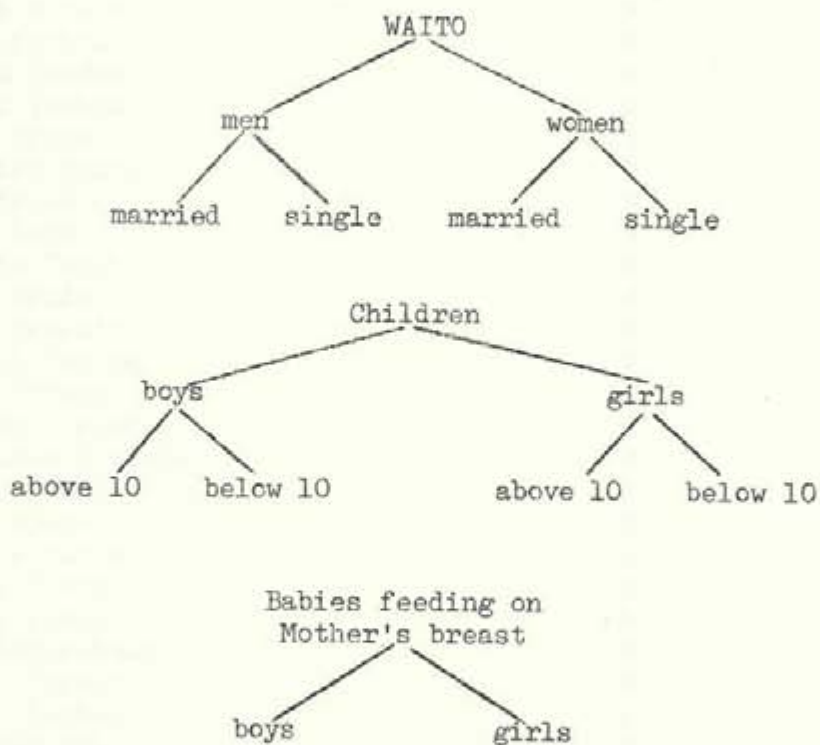 WAITO
men women
married single married single
Children
boys girls
above 10 below 10 above 10 below 10
Babies feeding on
Mother's breast
boys girls